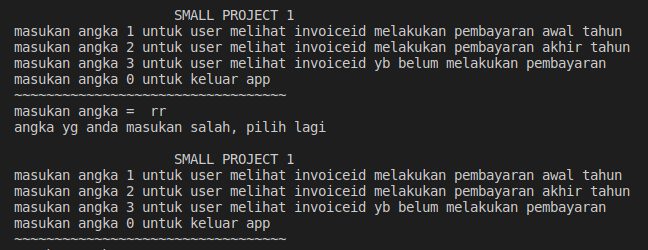 SMALL PROJECT 1
masukan angka 1 untuk user melihat invoiceid melakukan pembayaran awal tahun
masukan angka 2 untuk user melihat invoiceid melakukan pembayaran akhir tahun
masukan angka 3 untuk user melihat invoiceid yb belum melakukan pembayaran
masukan angka 0 untuk keluar app
~~~~~~~~~~~~~~~~~~~~~~~~~~~~~~~~~~
masukan angka =  rr
angka yg anda masukan salah, pilih lagi
SMALL PROJECT 1
masukan angka 1 untuk user melihat invoiceid melakukan pembayaran awal tahun
masukan angka 2 untuk user melihat invoiceid melakukan pembayaran akhir tahun
masukan angka 3 untuk user melihat invoiceid yb belum melakukan pembayaran
masukan angka 0 untuk keluar app
~~~~~~~~~~~~~~~~~~~~~~~~~~~~~~~~~~